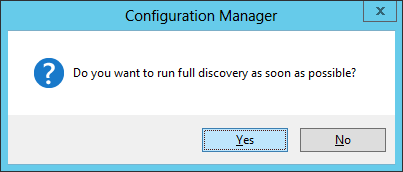 Configuration Manager
Do you want to run full discovery as soon as possible?
Yes
No